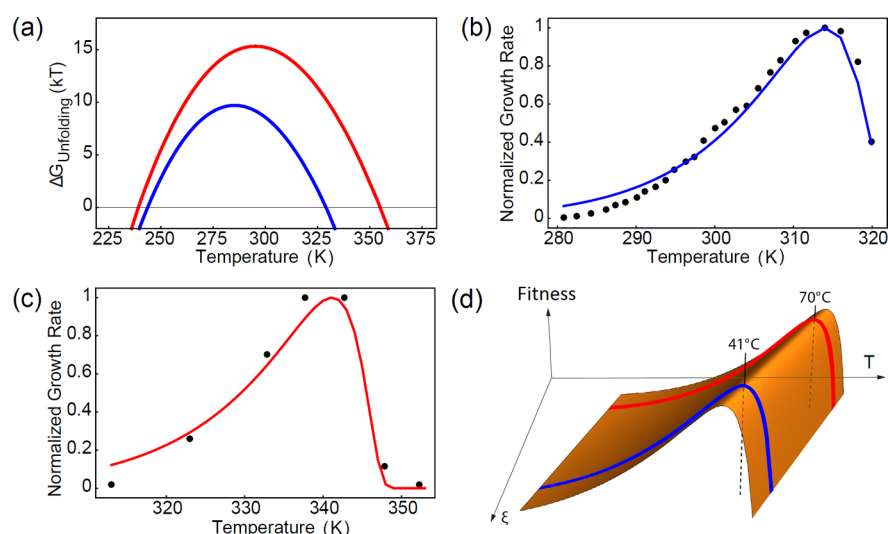 (a)
ΔG Unfolding (kT)
15
10
5
0
225 250 275 300 325 350 375
Temperature (K)
(b)
Normalized Growth Rate
1
0.8
0.6
0.4
0.2
0
280 290 300 310 320
Temperature (K)
(c)
Normalized Growth Rate
1
0.8
0.6
0.4
0.2
0
320 330 340 350
Temperature (K)
(d)
Fitness
70°C
41°C
T
ξ